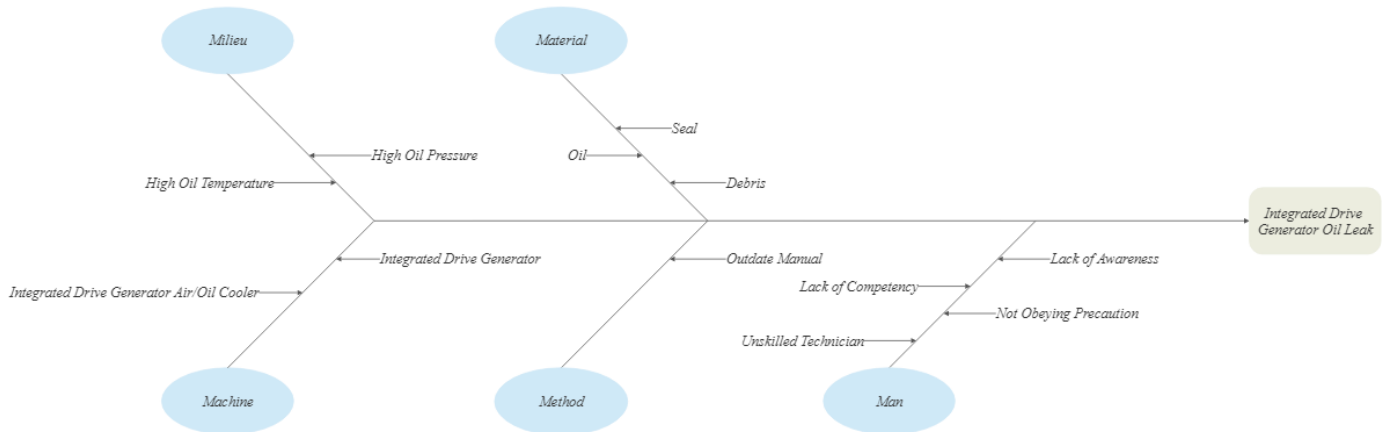 Milieu
Material
Seal
High Oil Pressure
Oil
High Oil Temperature
Debris
Integrated Drive
Generator Oil Leak
Integrated Drive Generator
Outdate Manual
Lack of Awareness
Integrated Drive Generator Air/Oil Cooler
Lack of Competency
Not Obeying Precaution
Unskilled Technician
Machine
Method
Man